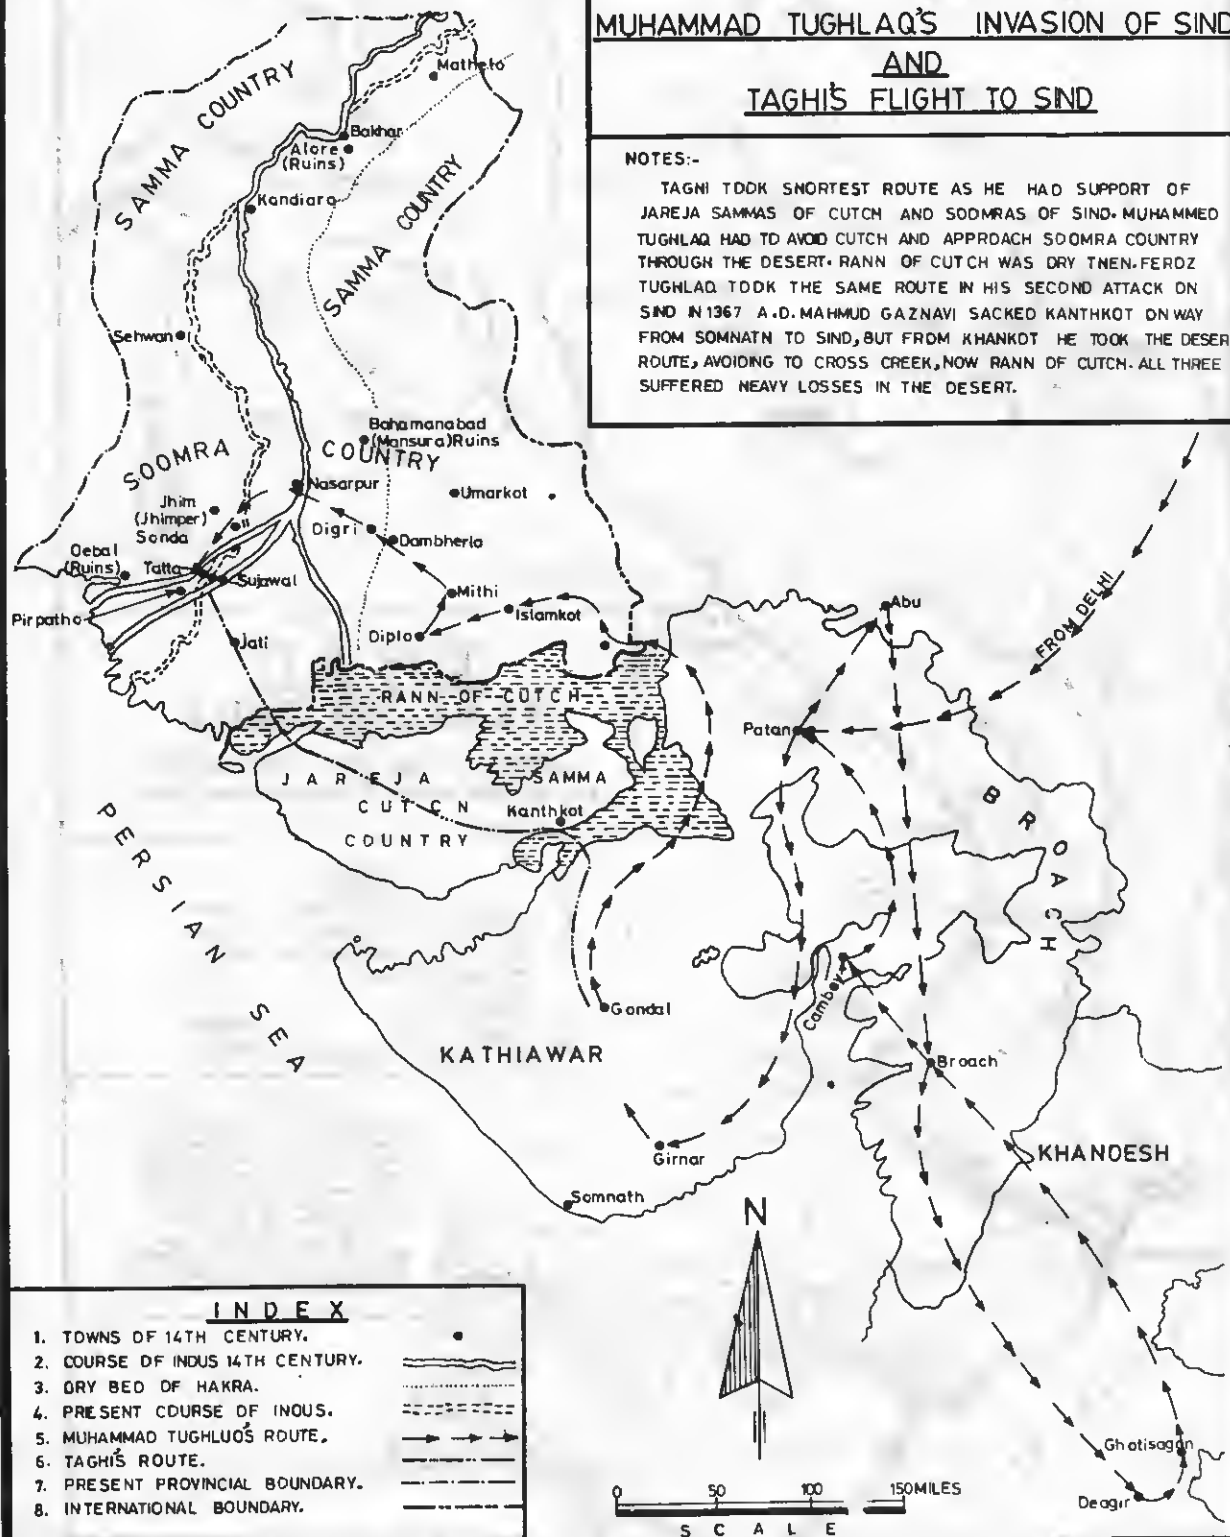 MUHAMMAD TUGHLAQ'S INVASION OF SIND
AND
TAGHI'S FLIGHT TO SIND
NOTES:-
TAGNI TOOK SNORTEST ROUTE AS HE HAD SUPPORT OF
JAREJA SAMMAS OF CUTCH AND SOOMRAS OF SIND. MUHAMMED
TUGHLAQ HAD TO AVOID CUTCH AND APPROACH SOOMRA COUNTRY
THROUGH THE DESERT. RANN OF CUTCH WAS DRY TNEN. FEROZ
TUGHLAQ TOOK THE SAME ROUTE IN HIS SECOND ATTACK ON
SIND IN 1367 A.D. MAHMUD GAZNAVI SACKED KANTHKOT ON WAY
FROM SOMNATN TO SIND, BUT FROM KHANKOT HE TOOK THE DESER
ROUTE, AVOIDING TO CROSS CREEK, NOW RANN OF CUTCH. ALL THREE
SUFFERED NEAVY LOSSES IN THE DESERT.
SAMMA COUNTRY
Mathelo
Bakhar
Alore
(Ruins)
Kandiaro
SAMMA COUNTRY
Sehwan
Bahamanabad
(Mansura)Ruins
SOOMRA COUNTRY
Nasarpur
Umarkot
Jhim
(Jhimper)
Sonda
Digri
Dambherlo
Debal
(Ruins)
Tatta
Sujawal
Mithi
Islamkot
Pirpatho
Jati
Diplo
Abu
FROM DELHI
RANN OF CUTCH
Patan
JAREJA SAMMA
CUTCN
Kanthkot
COUNTRY
BROACH
PERSIAN SEA
Cambey
Gondal
KATHIAWAR
Broach
Girnar
KHANDESH
Somnath
N
Ghotisagon
Deagir
INDEX
1. TOWNS OF 14TH CENTURY.
2. COURSE OF INDUS 14TH CENTURY.
3. DRY BED OF HAKRA.
4. PRESENT COURSE OF INDUS.
5. MUHAMMAD TUGHLUQ'S ROUTE.
6. TAGHI'S ROUTE.
7. PRESENT PROVINCIAL BOUNDARY.
8. INTERNATIONAL BOUNDARY.
0 50 100 150 MILES
SCALE